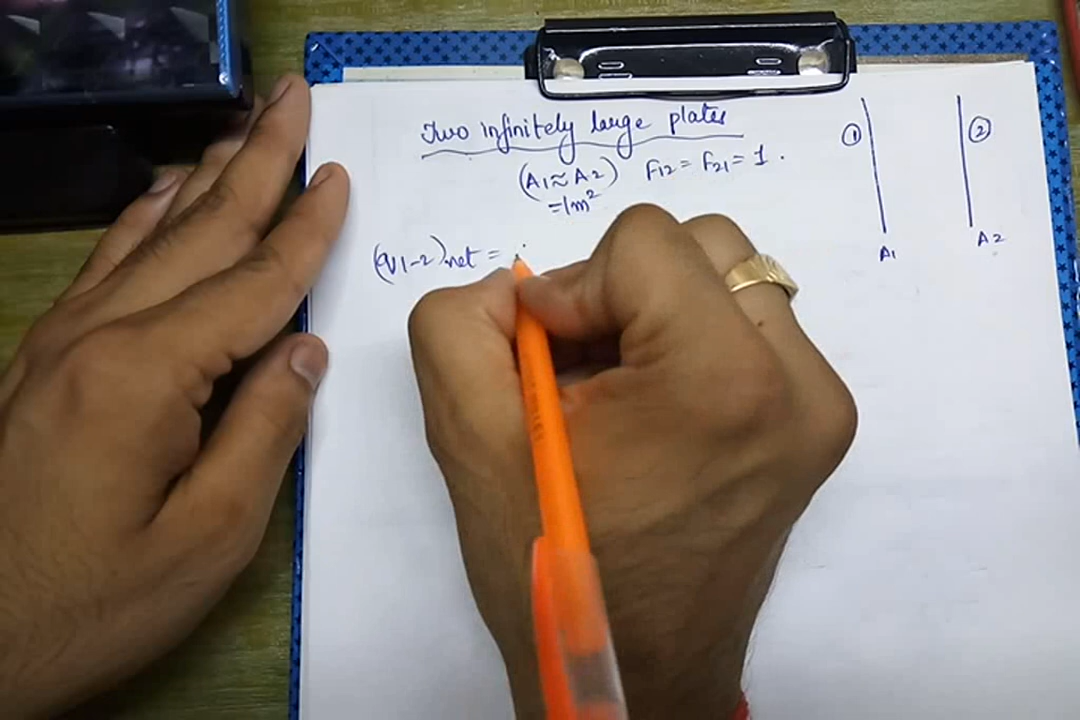 Two infinitely large plates
(A1 ≈ A2) F12 = F21 = 1.
= 1m²
(q1-2)net =
① ②
A1 A2